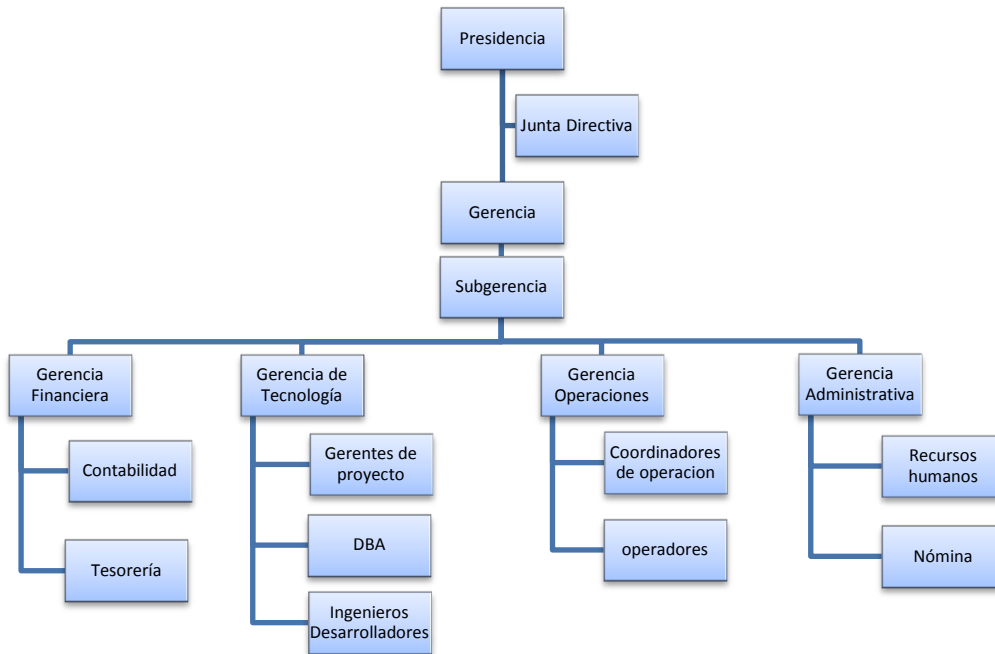 Presidencia
Junta Directiva
Gerencia
Subgerencia
Gerencia
Financiera
Contabilidad
Tesorería
Gerencia de
Tecnología
Gerentes de
proyecto
DBA
Ingenieros
Desarrolladores
Gerencia
Operaciones
Coordinadores
de operacion
operadores
Gerencia
Administrativa
Recursos
humanos
Nómina